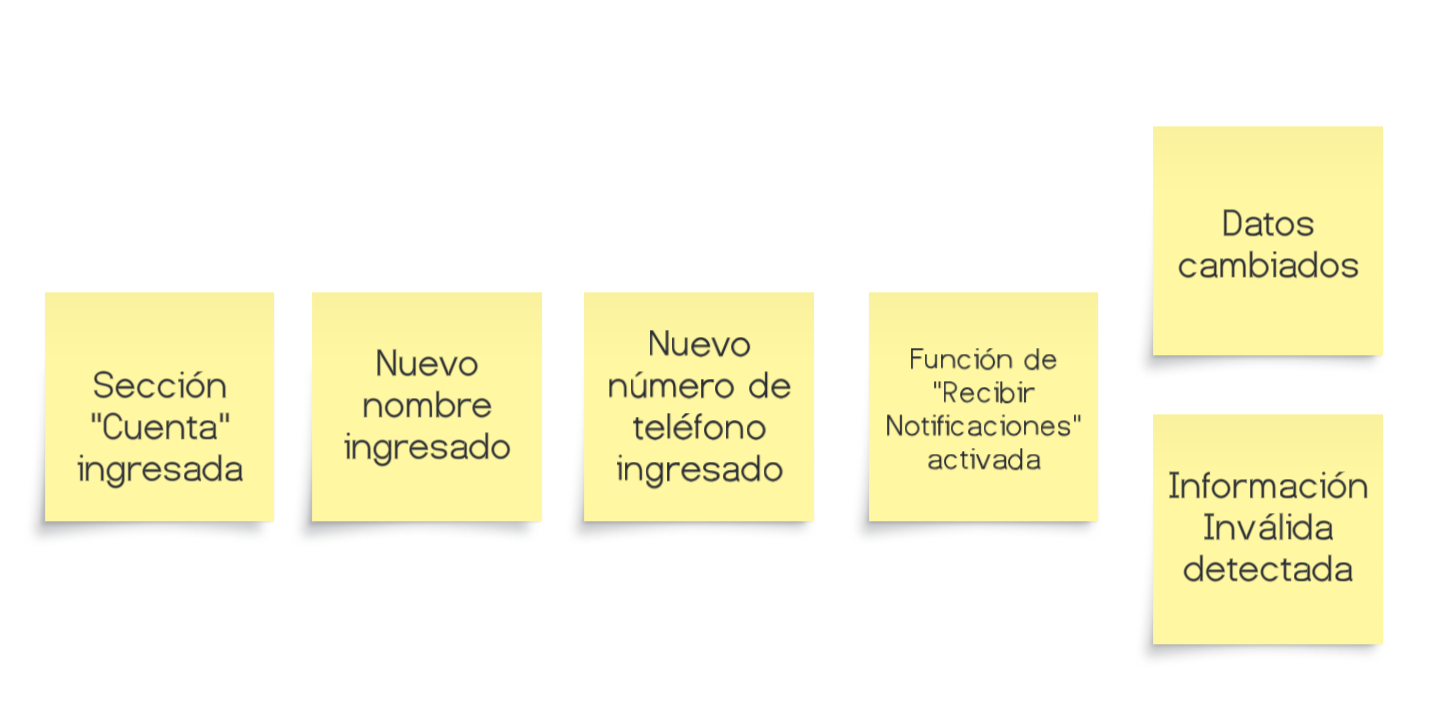 Sección
"Cuenta"
ingresada
Nuevo
nombre
ingresado
Nuevo
número de
teléfono
ingresado
Función de
"Recibir
Notificaciones"
activada
Datos
cambiados
Información
Inválida
detectada